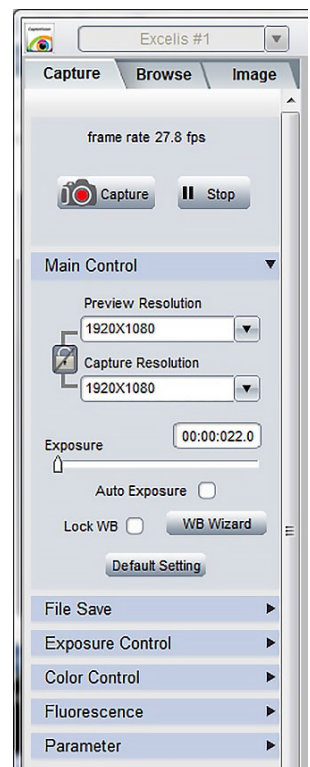 Excelis #1
Capture Browse Image
frame rate 27.8 fps
Capture Stop
Main Control
Preview Resolution
1920X1080
Capture Resolution
1920X1080
Exposure 00:00:022.0
Auto Exposure
Lock WB WB Wizard
Default Setting
File Save
Exposure Control
Color Control
Fluorescence
Parameter